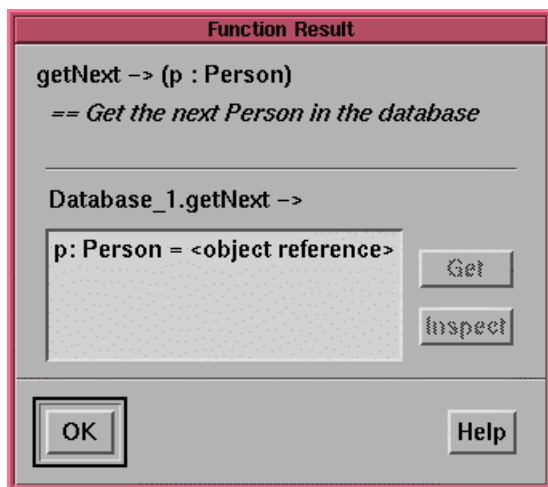 Function Result
getNext –> (p : Person)
== Get the next Person in the database
Database_1.getNext –>
p: Person = <object reference>
Get
Inspect
OK
Help